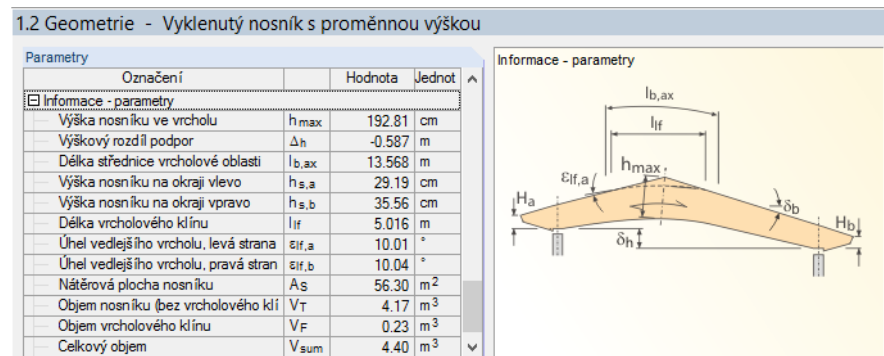 1.2 Geometrie - Vyklenutý nosník s proměnnou výškou
Parametry
Označení Hodnota Jednot
Informace - parametry
Výška nosníku ve vrcholu hmax 192.81 cm
Výškový rozdíl podpor Δh -0.587 m
Délka střednice vrcholové oblasti lb,ax 13.568 m
Výška nosníku na okraji vlevo hs,a 29.19 cm
Výška nosníku na okraji vpravo hs,b 35.56 cm
Délka vrcholového klínu llf 5.016 m
Úhel vedlejšího vrcholu, levá strana εlf,a 10.01 °
Úhel vedlejšího vrcholu, pravá stran εlf,b 10.04 °
Nátěrová plocha nosníku AS 56.30 m2
Objem nosníku (bez vrcholového klí VT 4.17 m3
Objem vrcholového klínu VF 0.23 m3
Celkový objem Vsum 4.40 m3
Informace - parametry
lb,ax
llf
hmax
εlf,a
Ha
δb
Hb
δh